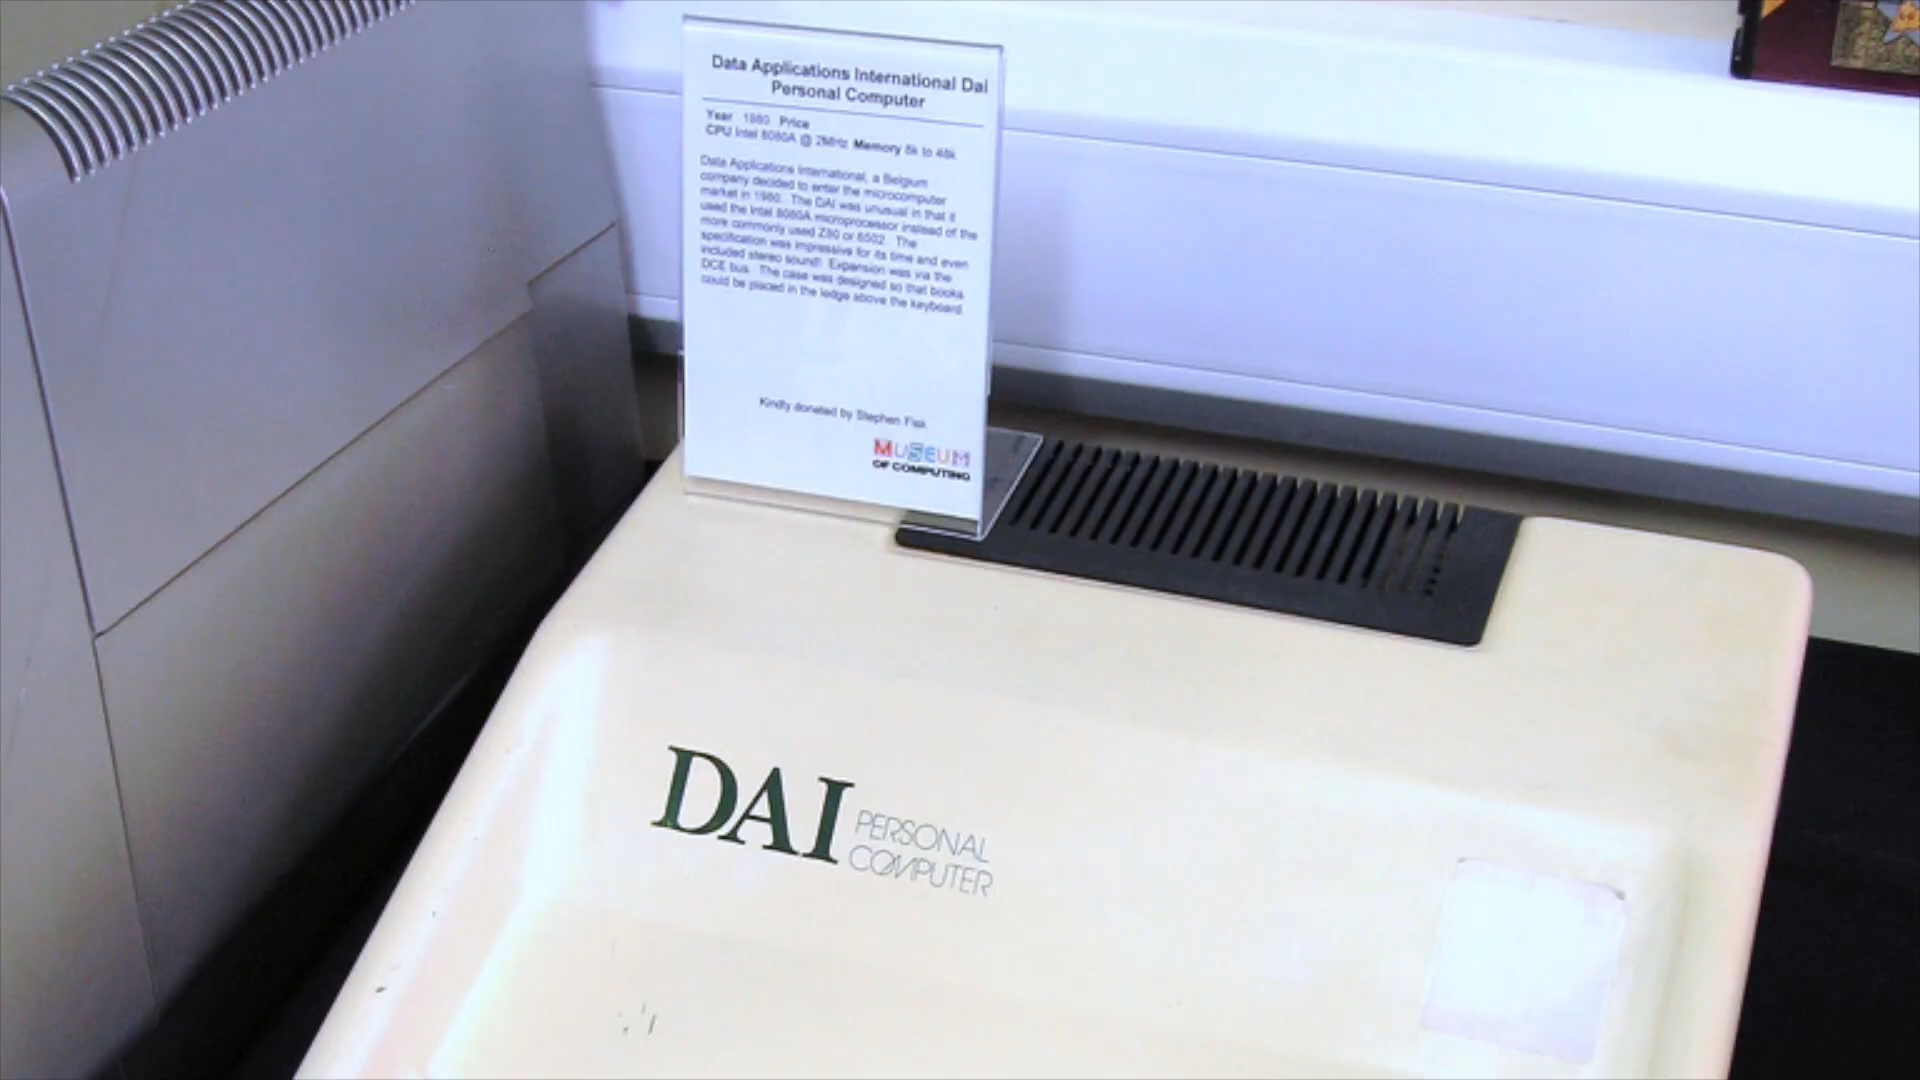 Data Applications International Dai
Personal Computer
Year 1980 Price
CPU Intel 8080A @ 2MHz Memory 8k to 48k
Data Applications International, a Belgium
company decided to enter the microcomputer
market in 1980. The DAI was unusual in that it
used the Intel 8080A microprocessor instead of the
more commonly used Z80 or 6502. The
specification was impressive for its time and even
included stereo sound! Expansion was via the
DCE bus. The case was designed so that books
could be placed in the ledge above the keyboard.
Kindly donated by Stephen Fisk
MUSEUM
OF COMPUTING
DAI PERSONAL
COMPUTER